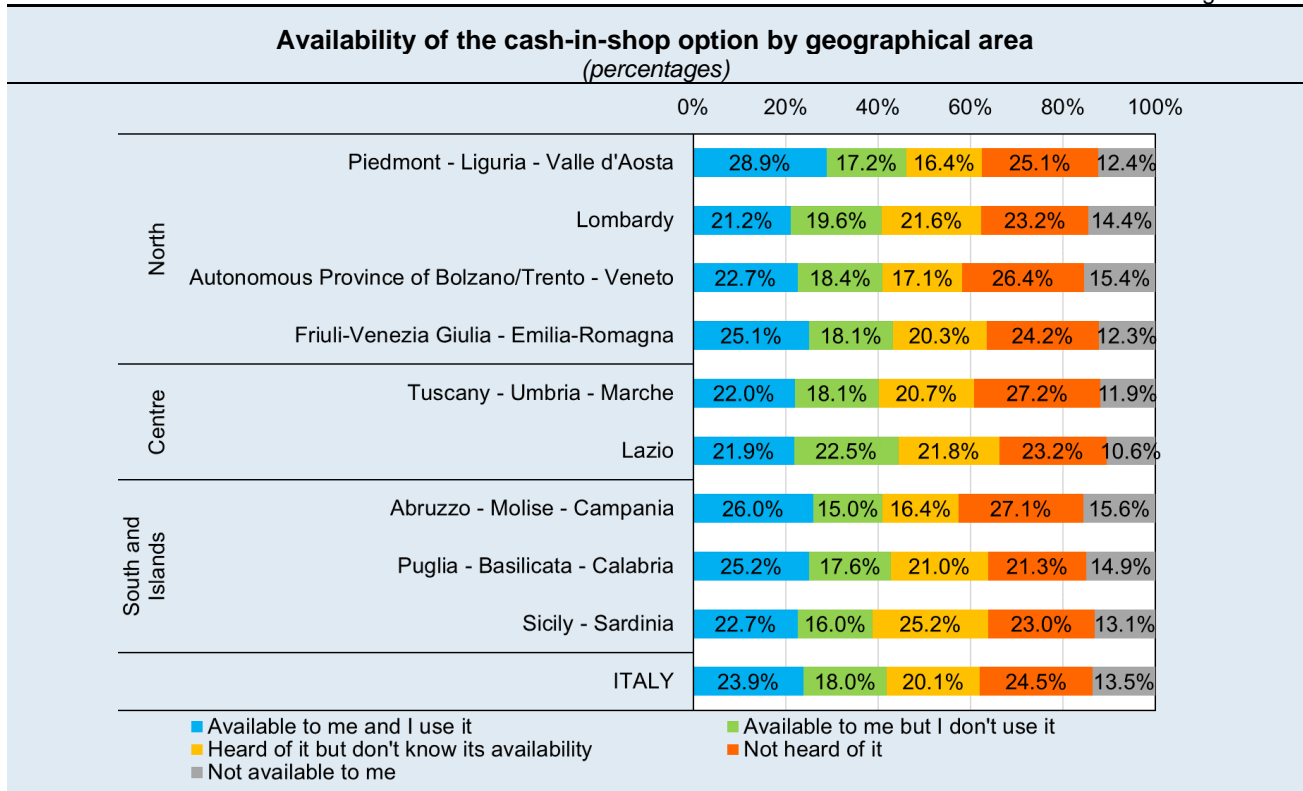 Availability of the cash-in-shop option by geographical area
(percentages)
0% 20% 40% 60% 80% 100%
North
Piedmont - Liguria - Valle d'Aosta 28.9% 17.2% 16.4% 25.1% 12.4%
Lombardy 21.2% 19.6% 21.6% 23.2% 14.4%
Autonomous Province of Bolzano/Trento - Veneto 22.7% 18.4% 17.1% 26.4% 15.4%
Friuli-Venezia Giulia - Emilia-Romagna 25.1% 18.1% 20.3% 24.2% 12.3%
Centre
Tuscany - Umbria - Marche 22.0% 18.1% 20.7% 27.2% 11.9%
Lazio 21.9% 22.5% 21.8% 23.2% 10.6%
South and
Islands
Abruzzo - Molise - Campania 26.0% 15.0% 16.4% 27.1% 15.6%
Puglia - Basilicata - Calabria 25.2% 17.6% 21.0% 21.3% 14.9%
Sicily - Sardinia 22.7% 16.0% 25.2% 23.0% 13.1%
ITALY 23.9% 18.0% 20.1% 24.5% 13.5%
Available to me and I use it Available to me but I don't use it
Heard of it but don't know its availability Not heard of it
Not available to me